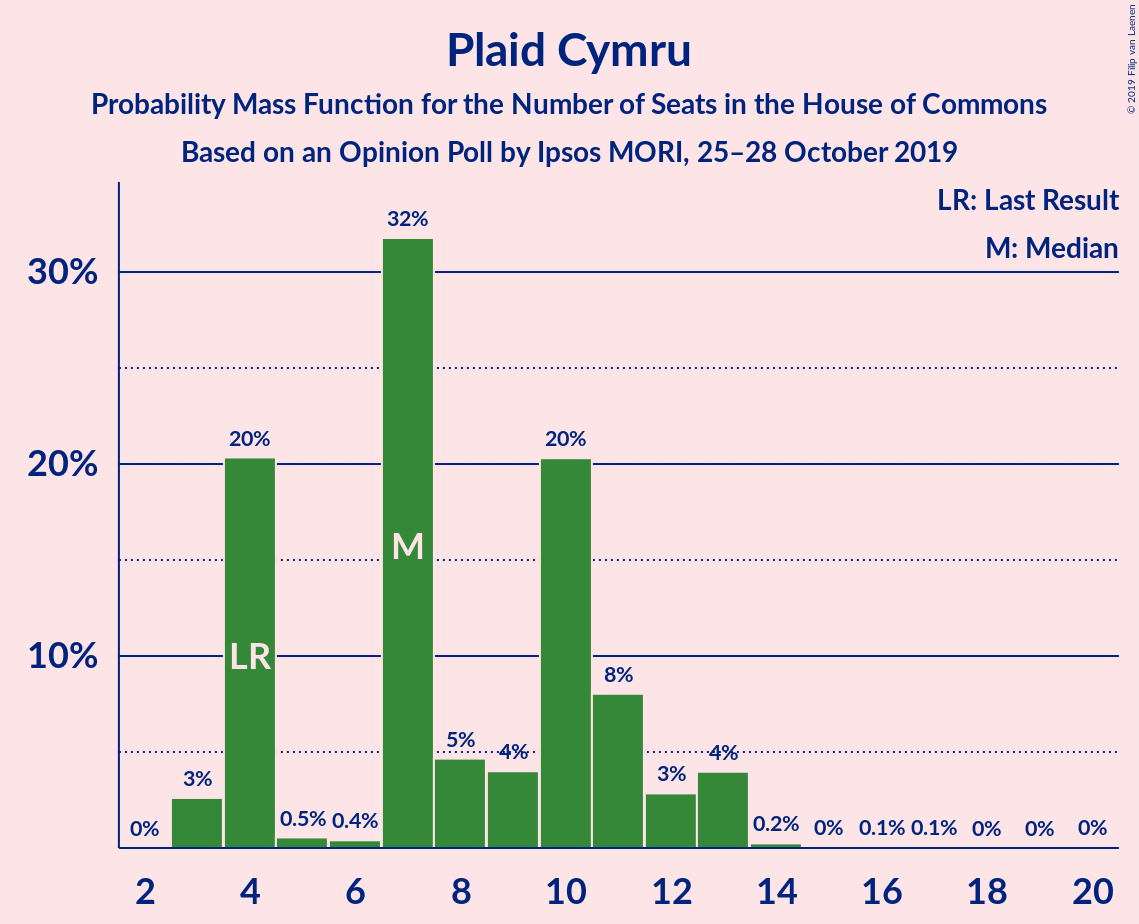 Plaid Cymru
Probability Mass Function for the Number of Seats in the House of Commons
Based on an Opinion Poll by Ipsos MORI, 25–28 October 2019
© 2019 Filip van Laenen
LR: Last Result
M: Median
30%
20%
10%
0%
3%
20%
0.5%
0.4%
32%
5%
4%
20%
8%
3%
4%
0.2%
0%
0.1%
0.1%
0%
0%
0%
LR
M
2 4 6 8 10 12 14 16 18 20